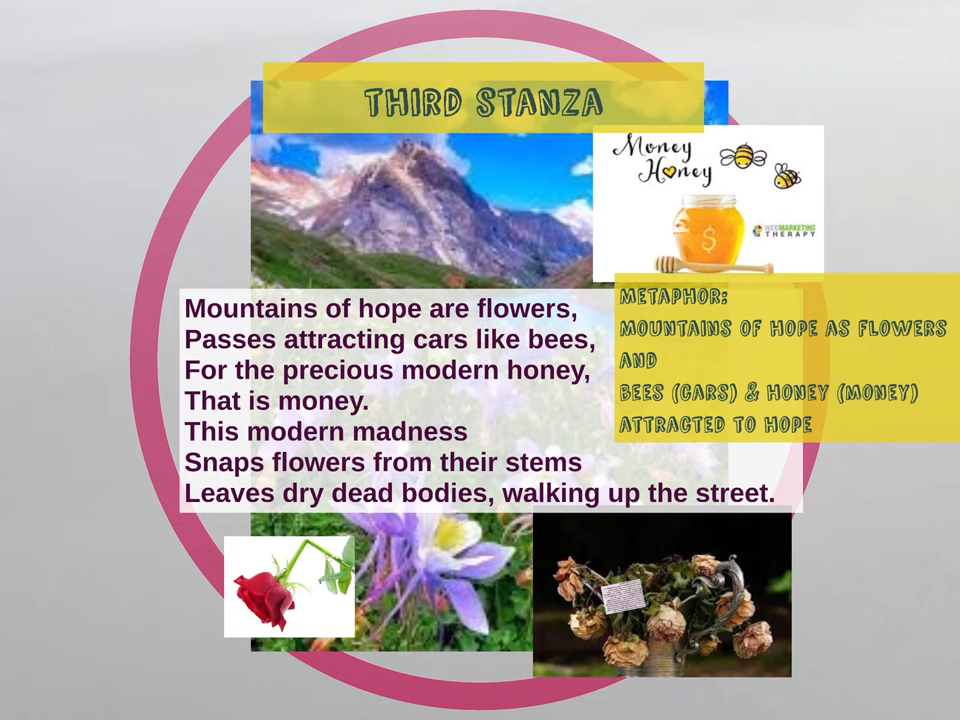 THIRD STANZA
Money
Honey
$
WEBMARKETING
THERAPY
Mountains of hope are flowers,
Passes attracting cars like bees,
For the precious modern honey,
That is money.
This modern madness
Snaps flowers from their stems
Leaves dry dead bodies, walking up the street.
METAPHOR:
MOUNTAINS OF HOPE AS FLOWERS
AND
BEES (CARS) & HONEY (MONEY)
ATTRACTED TO HOPE